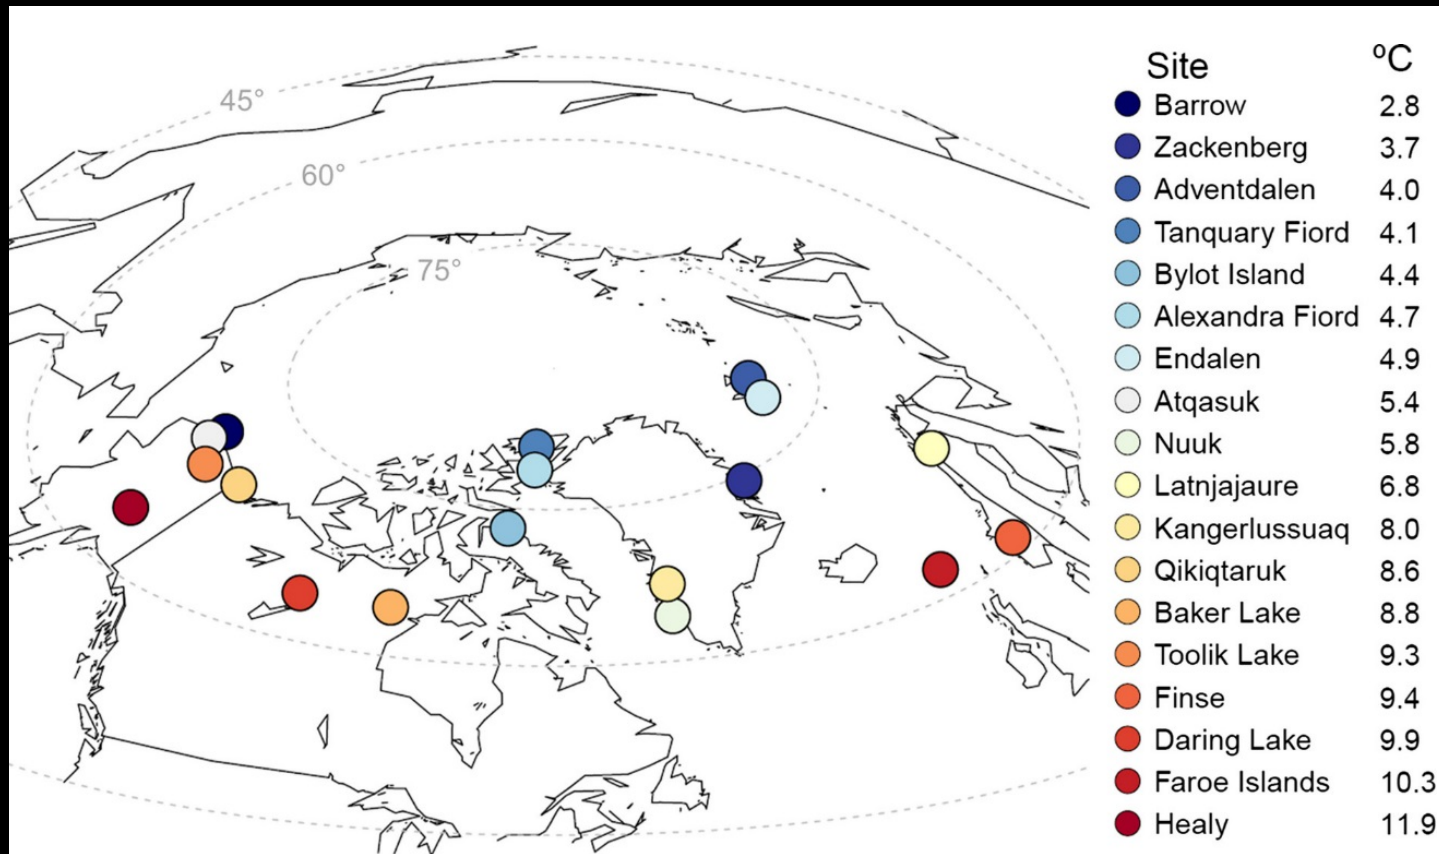 45°
60°
75°
Site ºC
Barrow 2.8
Zackenberg 3.7
Adventdalen 4.0
Tanquary Fiord 4.1
Bylot Island 4.4
Alexandra Fiord 4.7
Endalen 4.9
Atqasuk 5.4
Nuuk 5.8
Latnjajaure 6.8
Kangerlussuaq 8.0
Qikiqtaruk 8.6
Baker Lake 8.8
Toolik Lake 9.3
Finse 9.4
Daring Lake 9.9
Faroe Islands 10.3
Healy 11.9